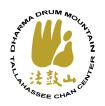 DHARMA DRUM MOUNTAIN
法鼓山
TALLAHASSEE CHAN CENTER